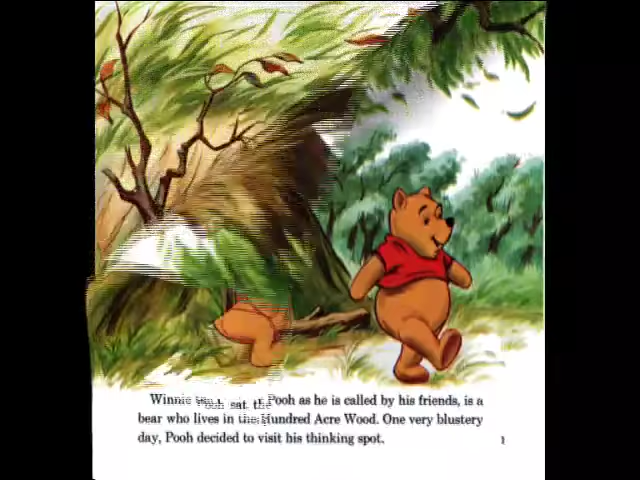 Winnie Pooh as he is called by his friends, is a
bear who lives in the Hundred Acre Wood. One very blustery
day, Pooh decided to visit his thinking spot.
1